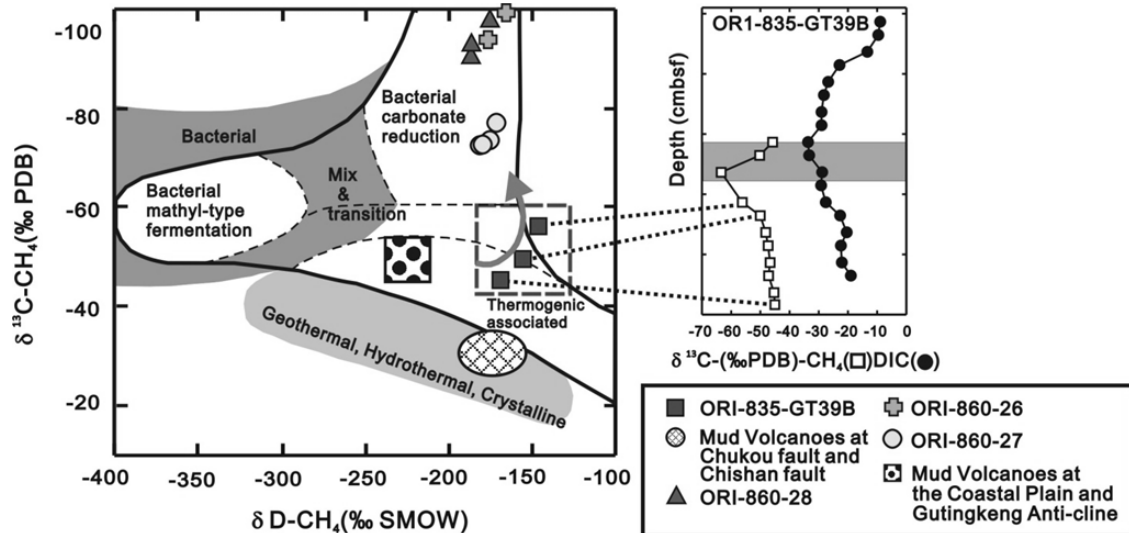 -100
-80
-60
-40
-20
δ ¹³C-CH₄(‰ PDB)
Bacterial
Bacterial
mathyl-type
fermentation
Mix
&
transition
Bacterial
carbonate
reduction
Thermogenic
associated
Geothermal, Hydrothermal, Crystalline
-400
-350
-300
-250
-200
-150
-100
δ D-CH₄(‰ SMOW)
OR1-835-GT39B
Depth (cmbsf)
-70 -60 -50 -40 -30 -20 -10 0
δ ¹³C-(‰PDB)-CH₄(□)DIC(●)
ORI-835-GT39B
Mud Volcanoes at
Chukou fault and
Chishan fault
ORI-860-28
ORI-860-26
ORI-860-27
Mud Volcanoes at
the Coastal Plain and
Gutingkeng Anti-cline